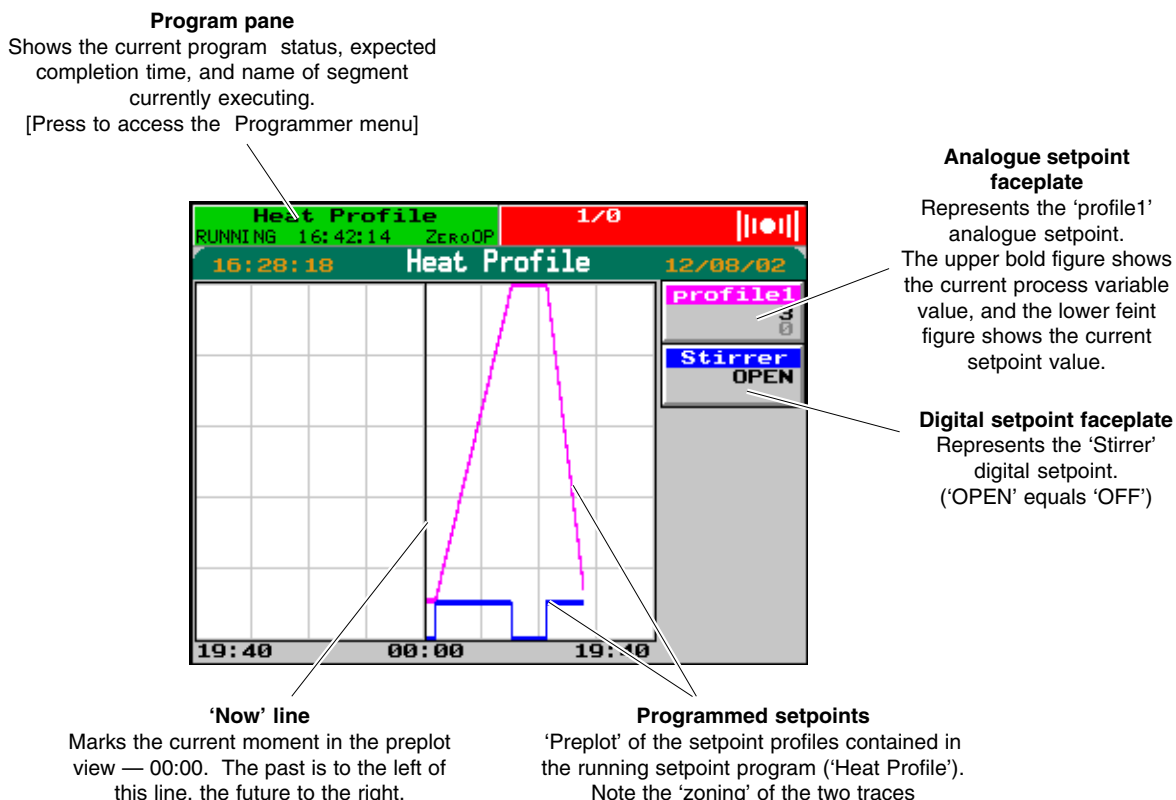 Program pane
Shows the current program status, expected
completion time, and name of segment
currently executing.
[Press to access the Programmer menu]
Analogue setpoint
faceplate
Represents the ‘profile1’
analogue setpoint.
The upper bold figure shows
the current process variable
value, and the lower feint
figure shows the current
setpoint value.
Heat Profile
RUNNING 16:42:14 ZEROOP
1/0
16:28:18 Heat Profile 12/08/02
profile1
3
0
Stirrer
OPEN
Digital setpoint faceplate
Represents the ‘Stirrer’
digital setpoint.
(‘OPEN’ equals ‘OFF’)
19:40 00:00 19:40
‘Now’ line
Marks the current moment in the preplot
view — 00:00. The past is to the left of
this line, the future to the right.
Programmed setpoints
‘Preplot’ of the setpoint profiles contained in
the running setpoint program (‘Heat Profile’).
Note the ‘zoning’ of the two traces